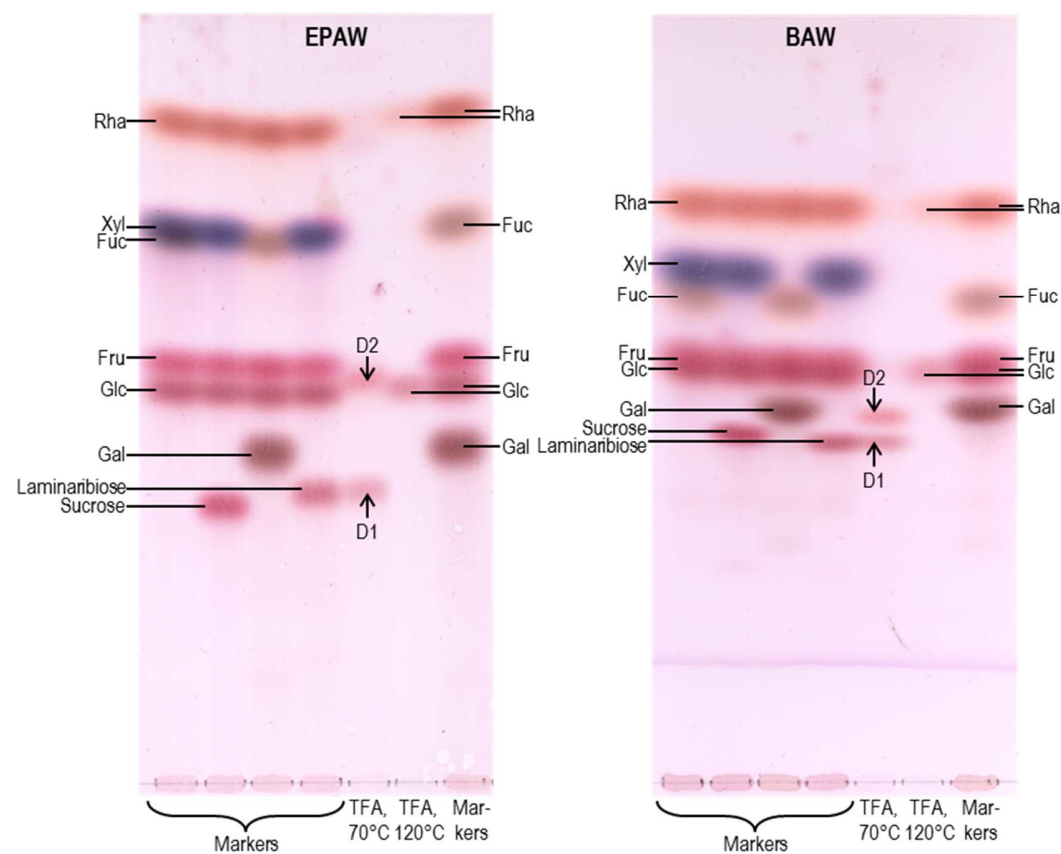 EPAW
Rha
Rha
Xyl
Fuc
Fuc
Fru
D2
Fru
Glc
Glc
Gal
Gal
Laminaribiose
Sucrose
D1
TFA, TFA, Mar-
70°C 120°C kers
Markers
BAW
Rha
Rha
Xyl
Fuc
Fuc
Fru
Fru
Glc
D2
Glc
Gal
Gal
Sucrose
Laminaribiose
D1
TFA, TFA, Mar-
70°C 120°C kers
Markers